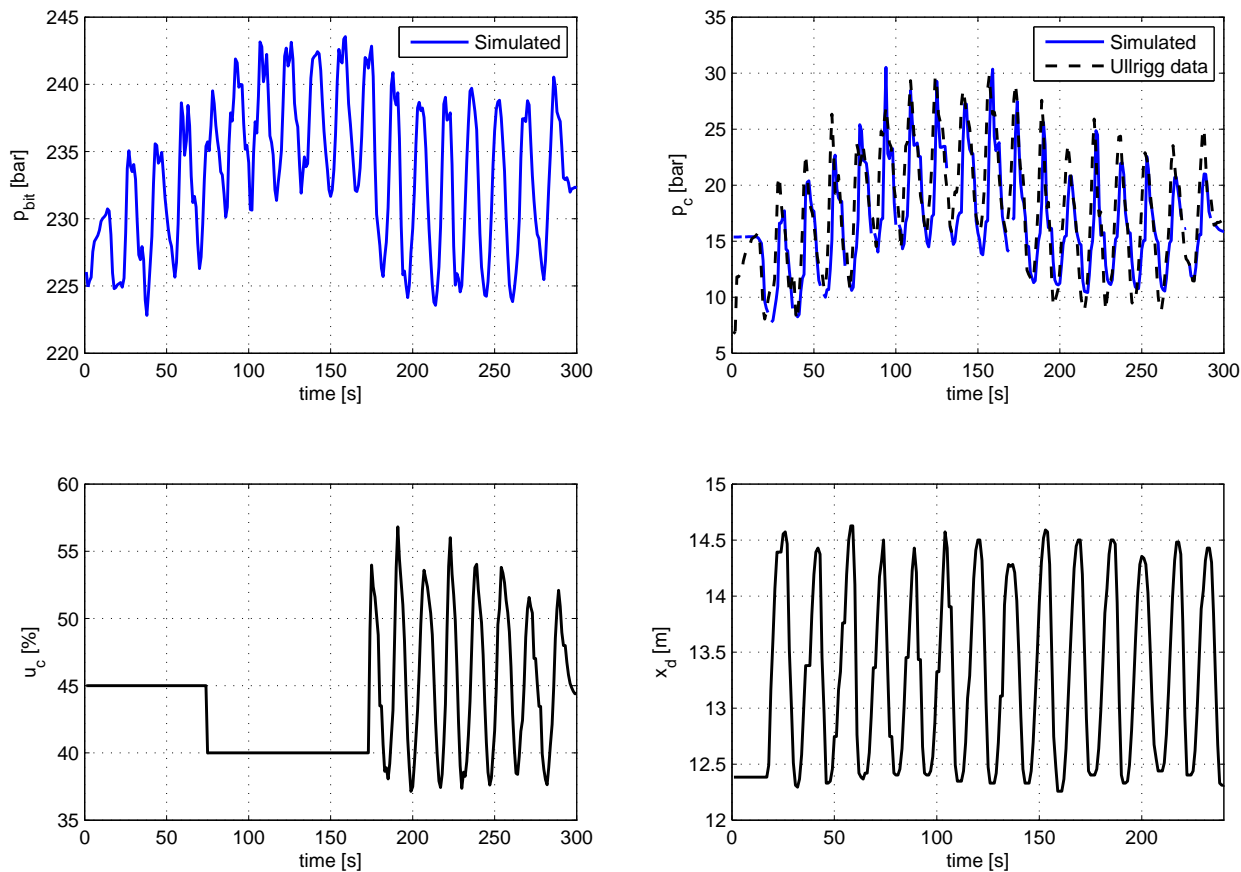 245
240
235
230
225
220
p_bit [bar]
0 50 100 150 200 250 300
time [s]
Simulated
35
30
25
20
15
10
5
p_c [bar]
0 50 100 150 200 250 300
time [s]
Simulated
Ullrigg data
60
55
50
45
40
35
u_c [%]
0 50 100 150 200 250 300
time [s]
15
14.5
14
13.5
13
12.5
12
x_d [m]
0 50 100 150 200
time [s]